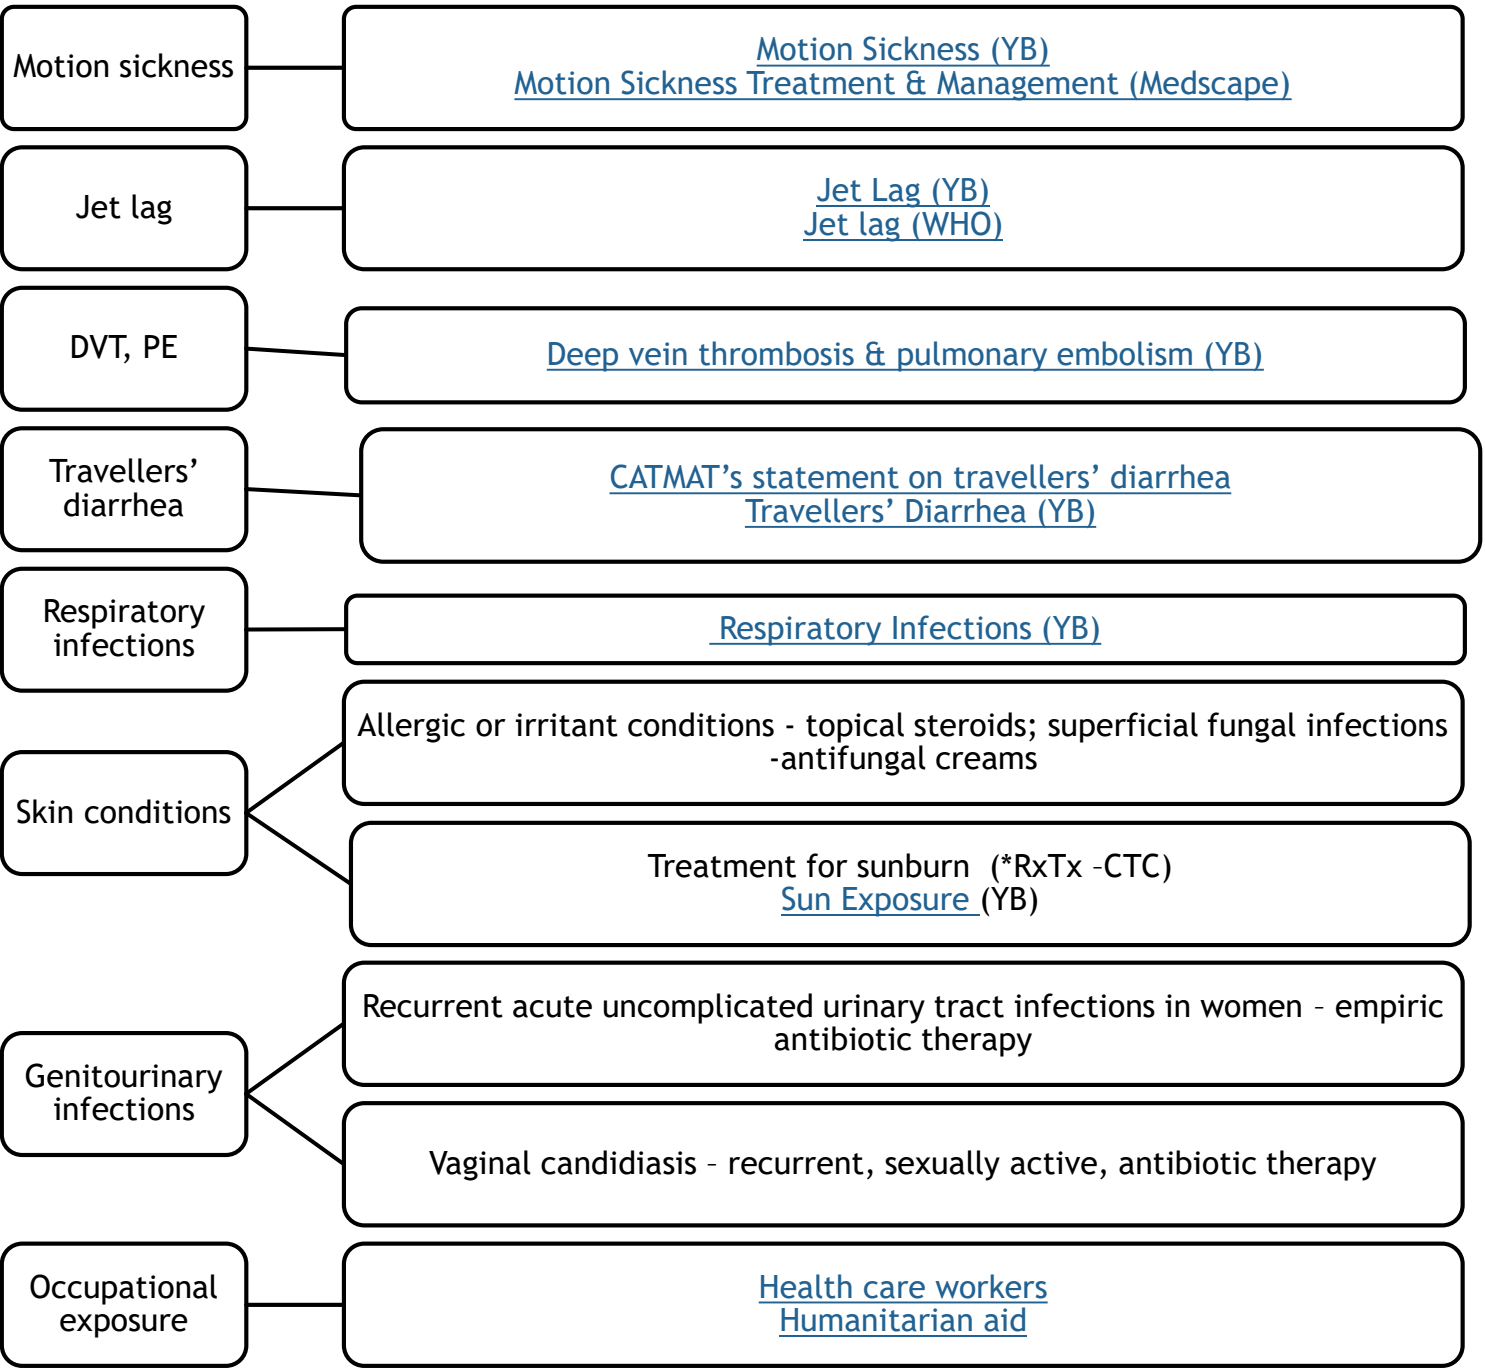 Motion sickness
Motion Sickness (YB)
Motion Sickness Treatment & Management (Medscape)
Jet lag
Jet Lag (YB)
Jet lag (WHO)
DVT, PE
Deep vein thrombosis & pulmonary embolism (YB)
Travellers’
diarrhea
CATMAT’s statement on travellers’ diarrhea
Travellers’ Diarrhea (YB)
Respiratory
infections
Respiratory Infections (YB)
Skin conditions
Allergic or irritant conditions - topical steroids; superficial fungal infections
-antifungal creams
Treatment for sunburn (*RxTx –CTC)
Sun Exposure (YB)
Genitourinary
infections
Recurrent acute uncomplicated urinary tract infections in women – empiric
antibiotic therapy
Vaginal candidiasis – recurrent, sexually active, antibiotic therapy
Occupational
exposure
Health care workers
Humanitarian aid